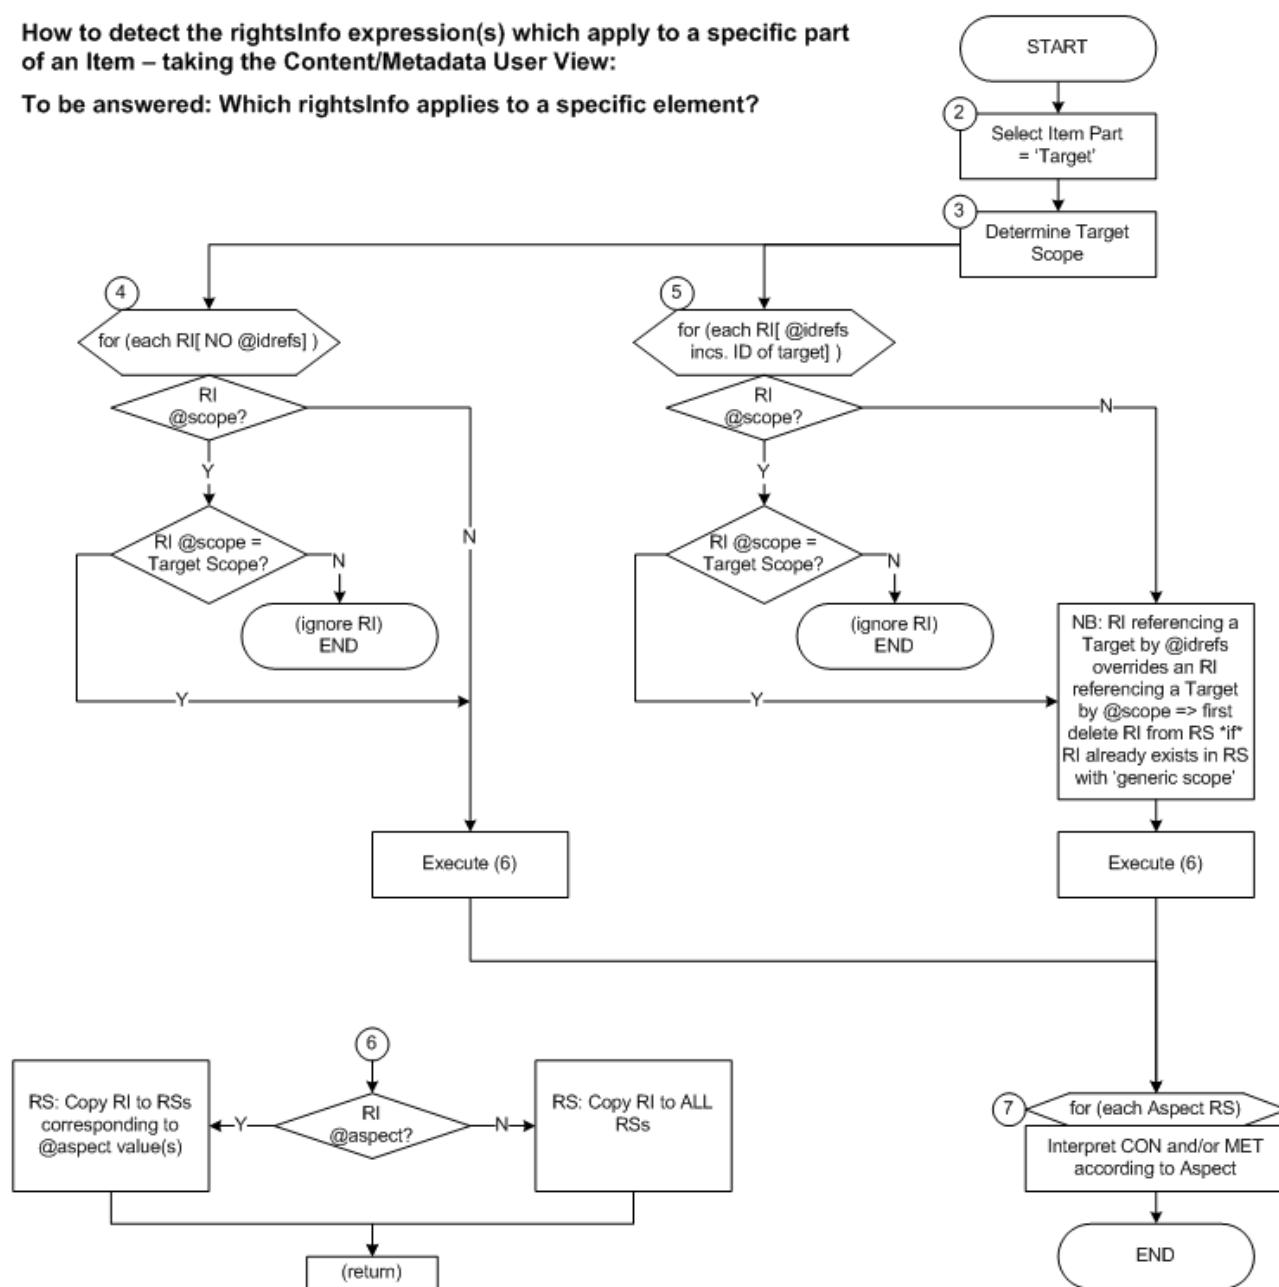 How to detect the rightsInfo expression(s) which apply to a specific part
of an Item – taking the Content/Metadata User View:
To be answered: Which rightsInfo applies to a specific element?
START
2
Select Item Part
= ‘Target’
3
Determine Target
Scope
4
for (each RI[ NO @idrefs] )
RI
@scope?
Y
N
RI @scope =
Target Scope?
N
(ignore RI)
END
Y
Execute (6)
5
for (each RI[ @idrefs
incs. ID of target] )
RI
@scope?
N
Y
RI @scope =
Target Scope?
N
(ignore RI)
END
Y
NB: RI referencing a
Target by @idrefs
overrides an RI
referencing a Target
by @scope => first
delete RI from RS *if*
RI already exists in RS
with ‘generic scope’
Execute (6)
6
RI
@aspect?
Y
N
RS: Copy RI to RSs
corresponding to
@aspect value(s)
RS: Copy RI to ALL
RSs
(return)
7
for (each Aspect RS)
Interpret CON and/or MET
according to Aspect
END